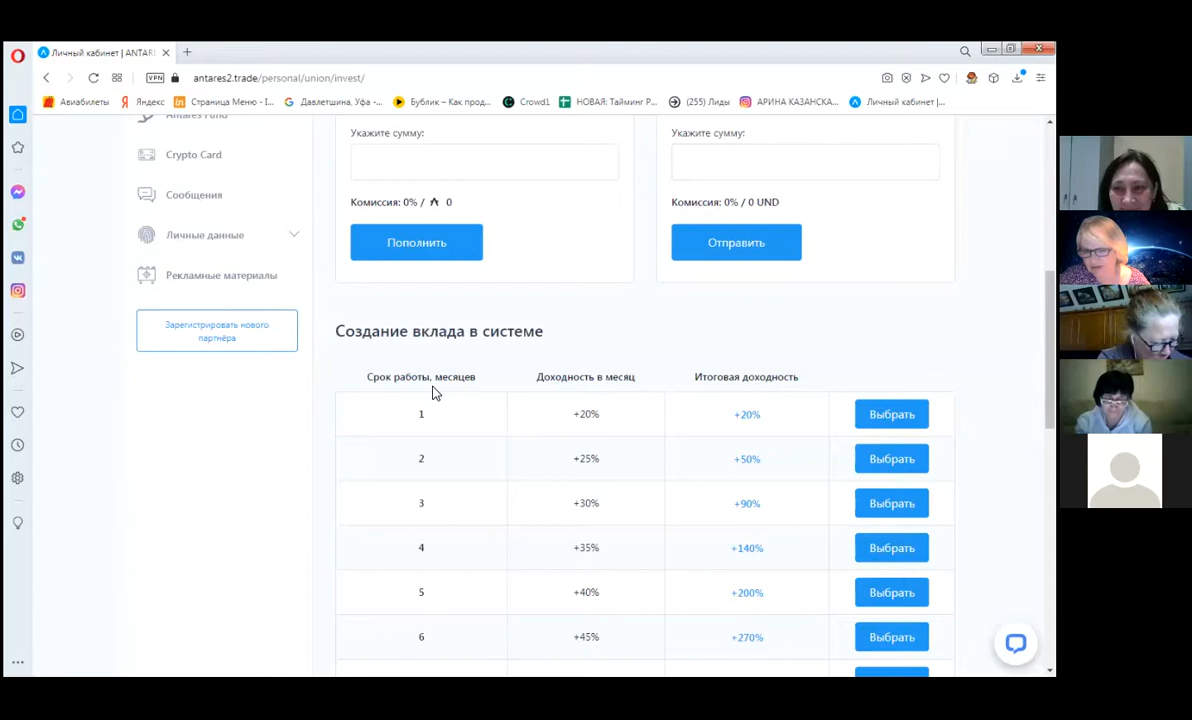 Личный кабинет | ANTARI
antares2.trade/personal/union/invest/
VPN
Авиабилеты
Яндекс
Страница Меню - I...
Давлетшина, Уфа -...
Бублик – Как прод...
Crowd1
НОВАЯ: Тайминг Р...
(255) Лиды
АРИНА КАЗАНСКА...
Личный кабинет |...
Antares Fund
Crypto Card
Сообщения
Личные данные
Рекламные материалы
Зарегистрировать нового
партнёра
Укажите сумму:
Комиссия: 0% / 0
Пополнить
Укажите сумму:
Комиссия: 0% / 0 UND
Отправить
Создание вклада в системе
Срок работы, месяцев Доходность в месяц Итоговая доходность
1 +20% +20% Выбрать
2 +25% +50% Выбрать
3 +30% +90% Выбрать
4 +35% +140% Выбрать
5 +40% +200% Выбрать
6 +45% +270% Выбрать